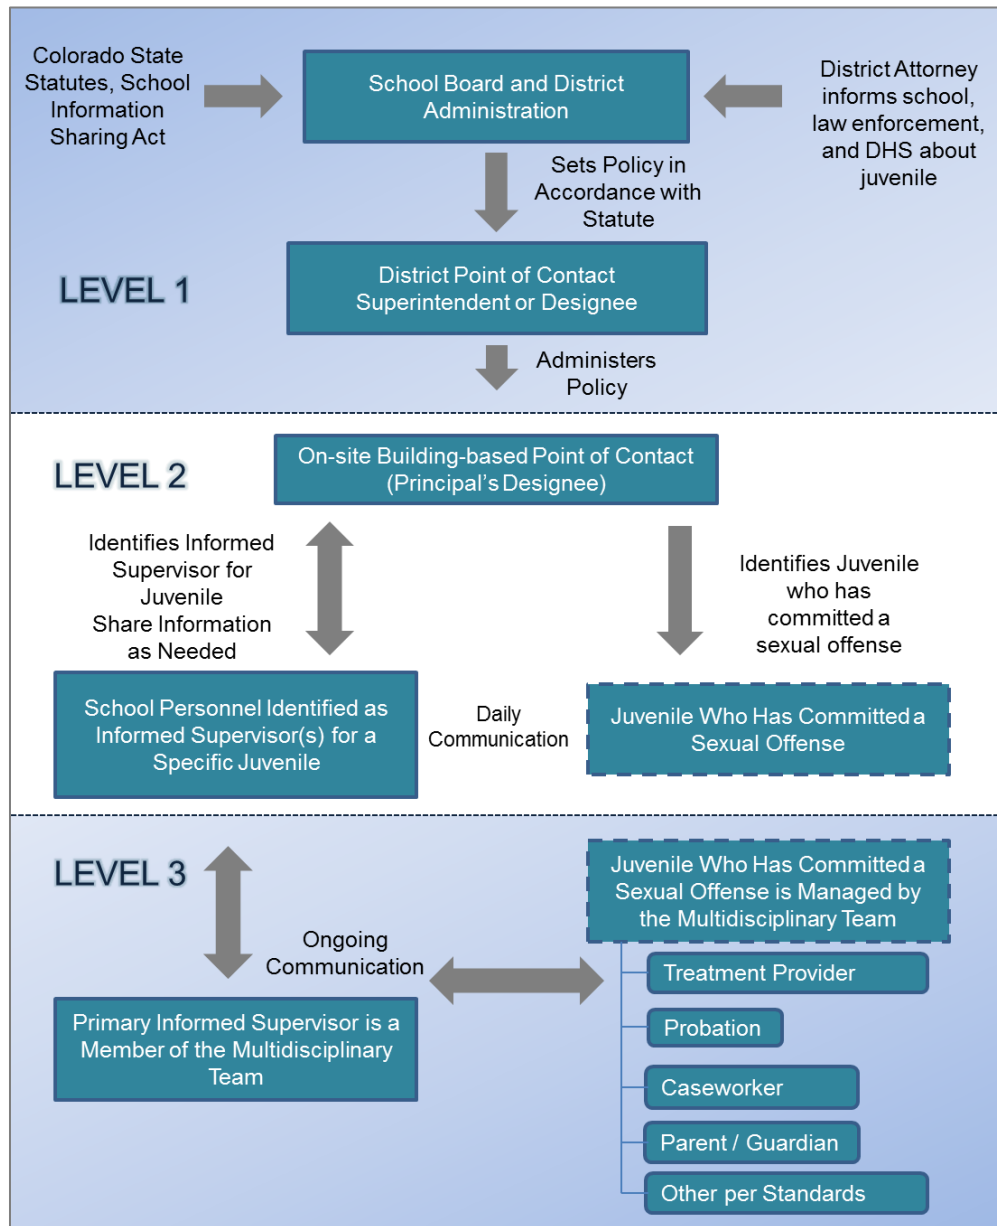 Colorado State
Statutes, School
Information
Sharing Act
School Board and District
Administration
District Attorney
informs school,
law enforcement,
and DHS about
juvenile
Sets Policy in
Accordance with
Statute
LEVEL 1
District Point of Contact
Superintendent or Designee
Administers
Policy
LEVEL 2
On-site Building-based Point of Contact
(Principal's Designee)
Identifies Informed
Supervisor for
Juvenile
Share Information
as Needed
Identifies Juvenile
who has
committed a
sexual offense
School Personnel Identified as
Informed Supervisor(s) for a
Specific Juvenile
Daily
Communication
Juvenile Who Has Committed a
Sexual Offense
LEVEL 3
Juvenile Who Has Committed a
Sexual Offense is Managed by
the Multidisciplinary Team
Ongoing
Communication
Treatment Provider
Primary Informed Supervisor is a
Member of the Multidisciplinary
Team
Probation
Caseworker
Parent / Guardian
Other per Standards